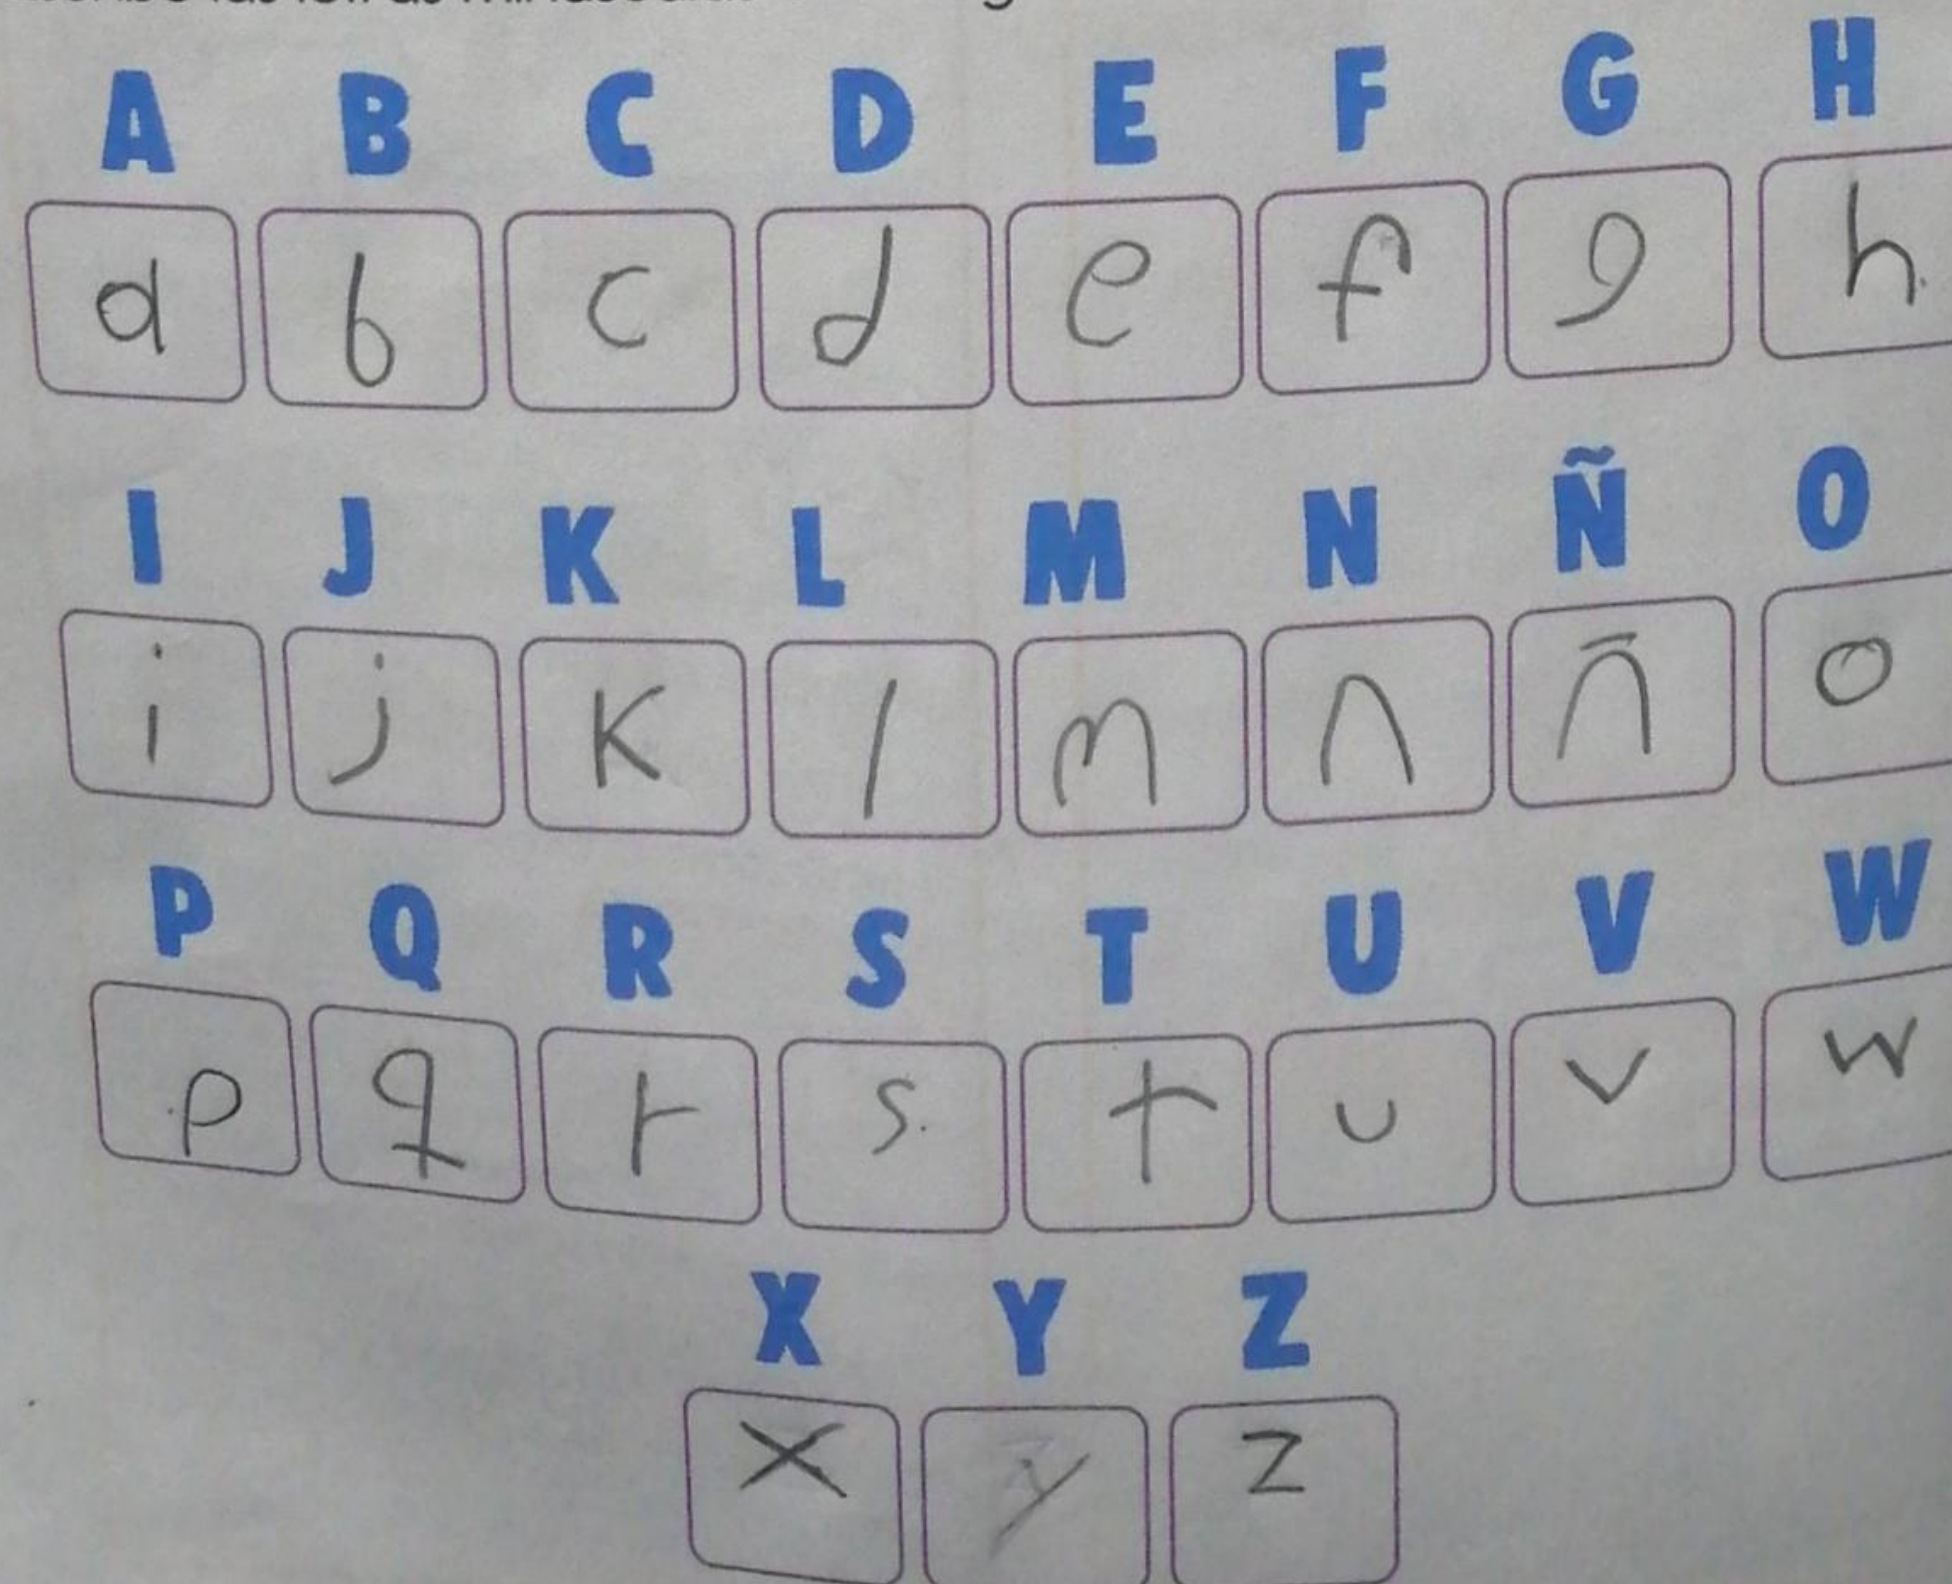 A B C D E F G H
a b c d e f g h
I J K L M N Ñ O
i j k l m n ñ o
P Q R S T U V W
p q r s t u v w
X Y Z
x y z